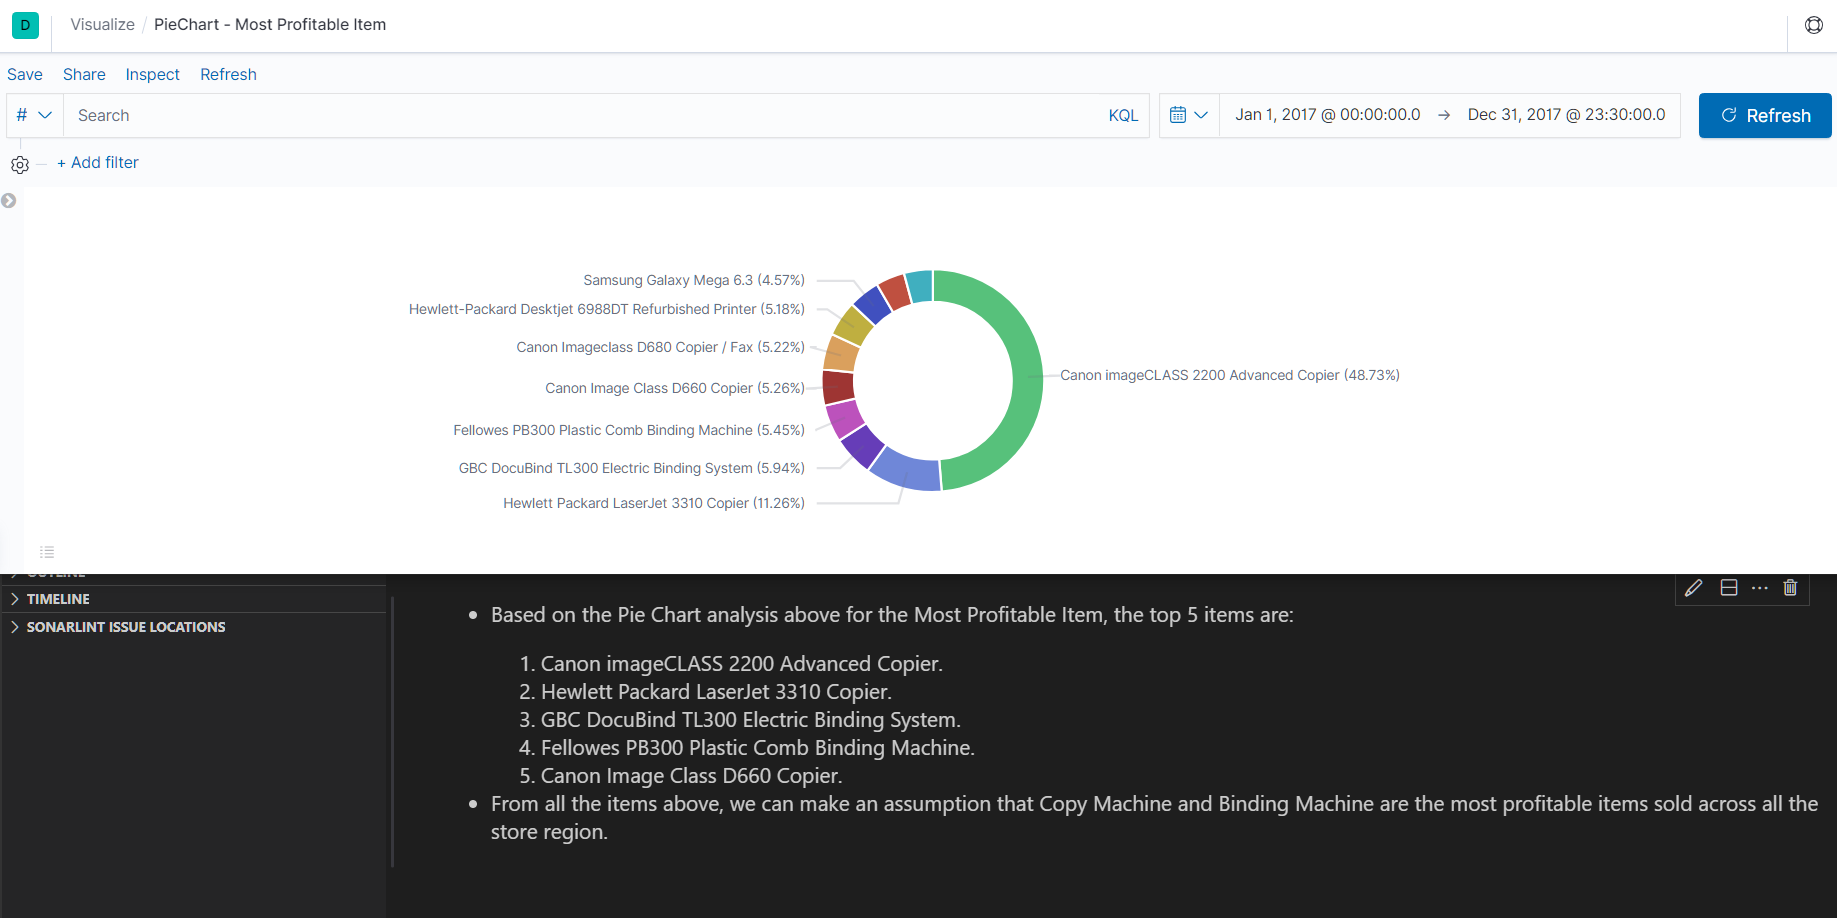 D Visualize / PieChart - Most Profitable Item
Save Share Inspect Refresh
# Search KQL Jan 1, 2017 @ 00:00:00.0 → Dec 31, 2017 @ 23:30:00.0 Refresh
+ Add filter
Samsung Galaxy Mega 6.3 (4.57%)
Hewlett-Packard Desktjet 6988DT Refurbished Printer (5.18%)
Canon Imageclass D680 Copier / Fax (5.22%)
Canon imageCLASS 2200 Advanced Copier (48.73%)
Canon Image Class D660 Copier (5.26%)
Fellowes PB300 Plastic Comb Binding Machine (5.45%)
GBC DocuBind TL300 Electric Binding System (5.94%)
Hewlett Packard LaserJet 3310 Copier (11.26%)
OUTLINE
TIMELINE
SONARLINT ISSUE LOCATIONS
• Based on the Pie Chart analysis above for the Most Profitable Item, the top 5 items are:
1. Canon imageCLASS 2200 Advanced Copier.
2. Hewlett Packard LaserJet 3310 Copier.
3. GBC DocuBind TL300 Electric Binding System.
4. Fellowes PB300 Plastic Comb Binding Machine.
5. Canon Image Class D660 Copier.
• From all the items above, we can make an assumption that Copy Machine and Binding Machine are the most profitable items sold across all the
store region.